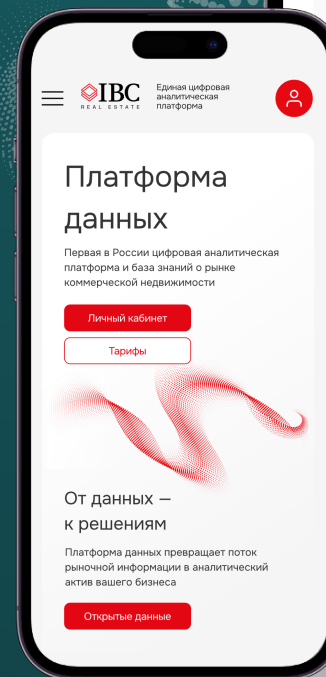 IBC
REAL ESTATE
Единая цифровая
аналитическая
платформа
Платформа
данных
Первая в России цифровая аналитическая
платформа и база знаний о рынке
коммерческой недвижимости
Личный кабинет
Тарифы
От данных —
к решениям
Платформа данных превращает поток
рыночной информации в аналитический
актив вашего бизнеса
Открытые данные